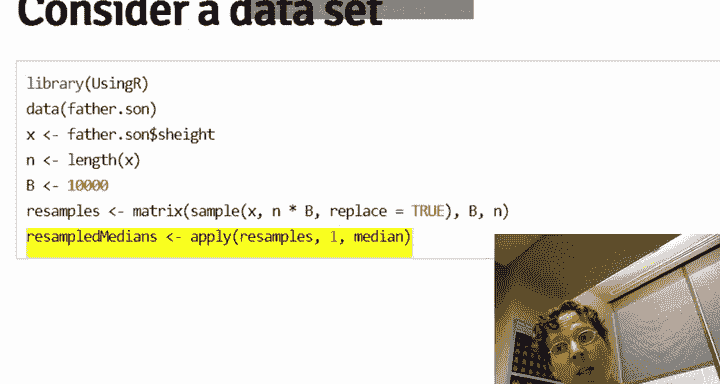 Consider a data set
library(UsingR)
data(father.son)
x <- father.son$sheight
n <- length(x)
B <- 10000
resamples <- matrix(sample(x, n * B, replace = TRUE), B, n)
resampledMedians <- apply(resamples, 1, median)